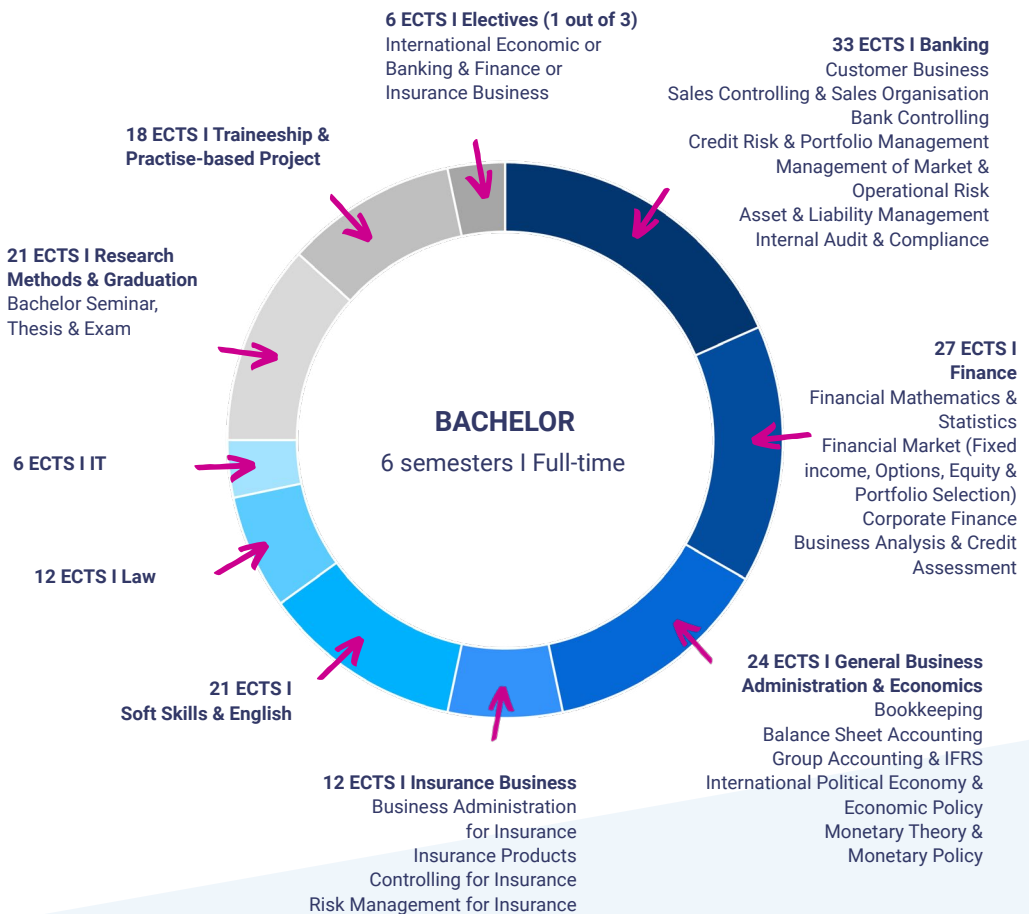 6 ECTS I Electives (1 out of 3)
International Economic or
Banking & Finance or
Insurance Business
33 ECTS I Banking
Customer Business
Sales Controlling & Sales Organisation
Bank Controlling
Credit Risk & Portfolio Management
Management of Market &
Operational Risk
Asset & Liability Management
Internal Audit & Compliance
18 ECTS I Traineeship &
Practise-based Project
21 ECTS I Research
Methods & Graduation
Bachelor Seminar,
Thesis & Exam
27 ECTS I
Finance
Financial Mathematics &
Statistics
Financial Market (Fixed
income, Options, Equity &
Portfolio Selection)
Corporate Finance
Business Analysis & Credit
Assessment
BACHELOR
6 semesters I Full-time
6 ECTS I IT
12 ECTS I Law
21 ECTS I
Soft Skills & English
24 ECTS I General Business
Administration & Economics
Bookkeeping
Balance Sheet Accounting
Group Accounting & IFRS
International Political Economy &
Economic Policy
Monetary Theory &
Monetary Policy
12 ECTS I Insurance Business
Business Administration
for Insurance
Insurance Products
Controlling for Insurance
Risk Management for Insurance